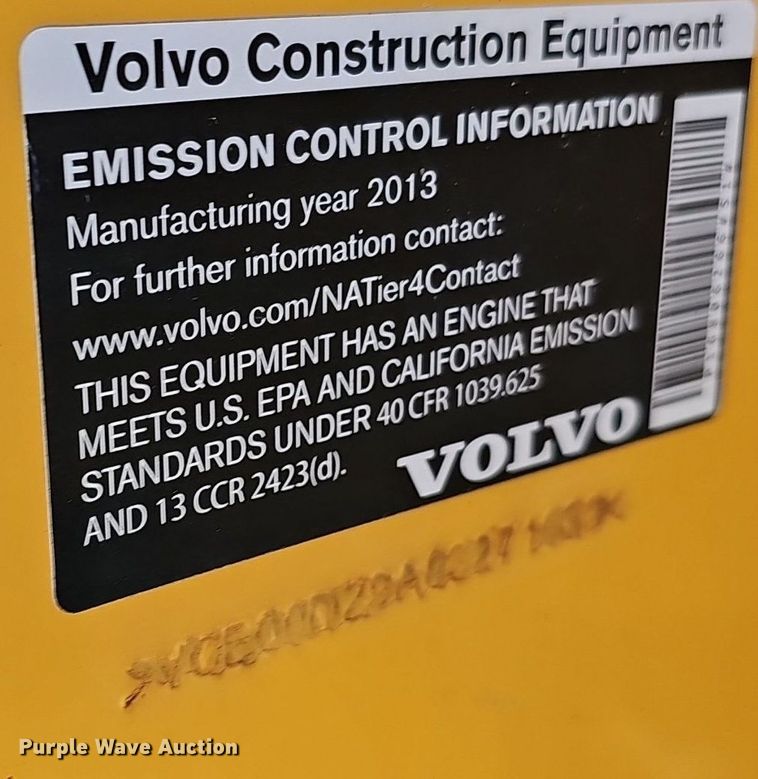 Volvo Construction Equipment
EMISSION CONTROL INFORMATION
Manufacturing year 2013
For further information contact:
www.volvo.com/NATier4Contact
THIS EQUIPMENT HAS AN ENGINE THAT
MEETS U.S. EPA AND CALIFORNIA EMISSION
STANDARDS UNDER 40 CFR 1039.625
AND 13 CCR 2423(d).
VOLVO
Purple Wave Auction